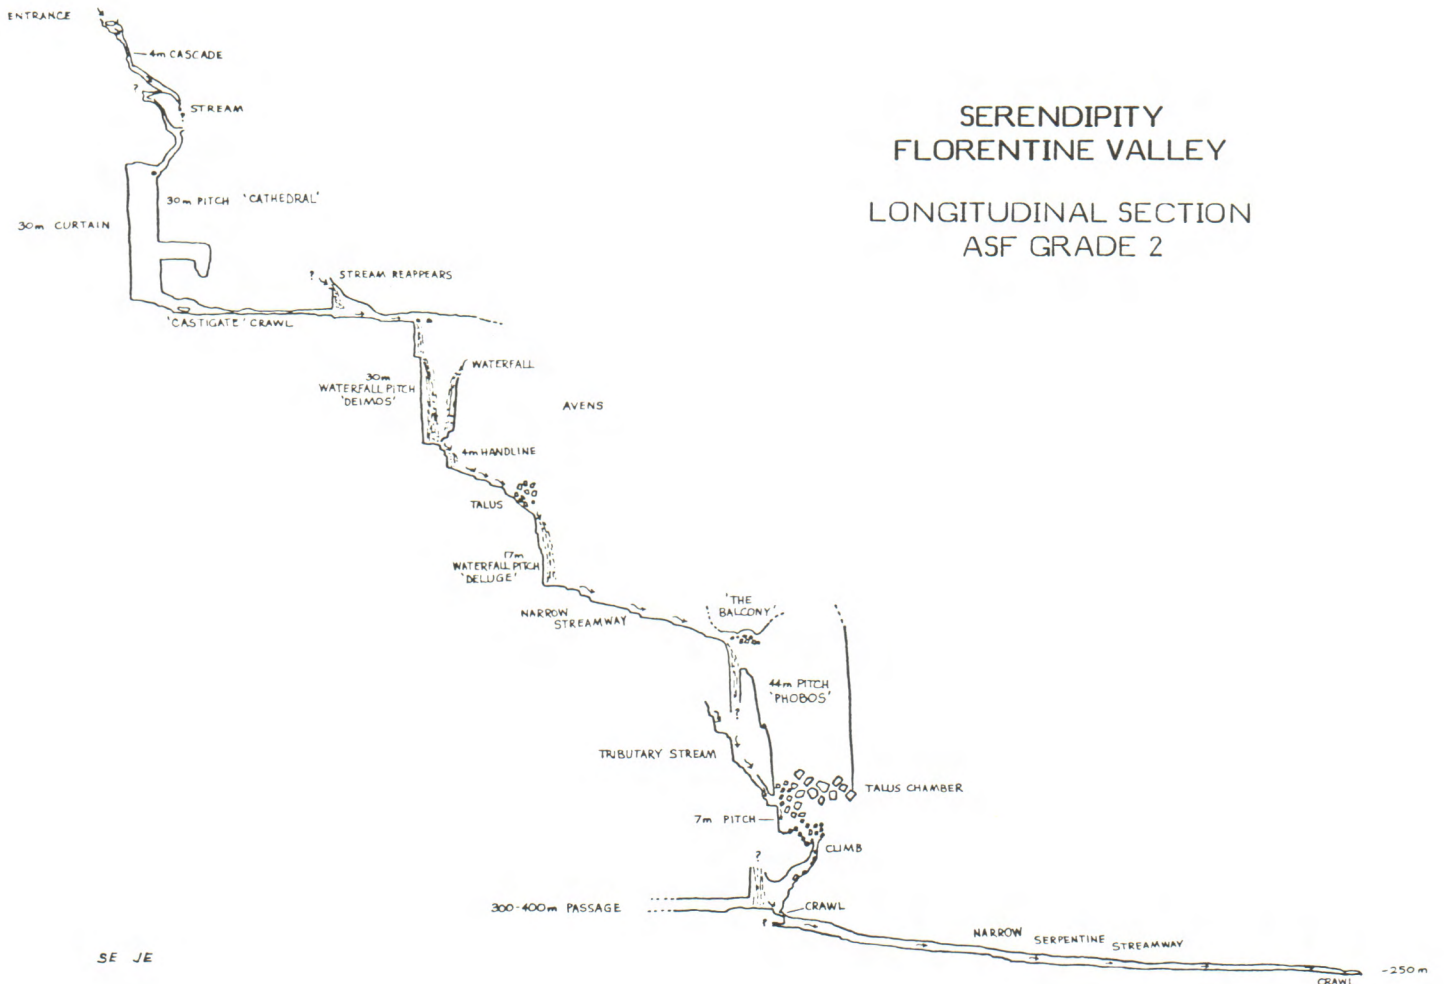 ENTRANCE
4m CASCADE
?
STREAM
?
SERENDIPITY
FLORENTINE VALLEY
LONGITUDINAL SECTION
ASF GRADE 2
30m PITCH 'CATHEDRAL'
30m CURTAIN
? STREAM REAPPEARS
'CASTIGATE' CRAWL
WATERFALL
30m
WATERFALL PITCH
'DEIMOS'
AVENS
4m HANDLINE
TALUS
17m
WATERFALL PITCH
'DELUGE'
NARROW
STREAMWAY
'THE
BALCONY'
44m PITCH
'PHOBOS'
?
TRIBUTARY STREAM
TALUS CHAMBER
7m PITCH
CLIMB
?
300-400m PASSAGE
CRAWL
?
NARROW SERPENTINE STREAMWAY
SE JE
-250m
CRAWL